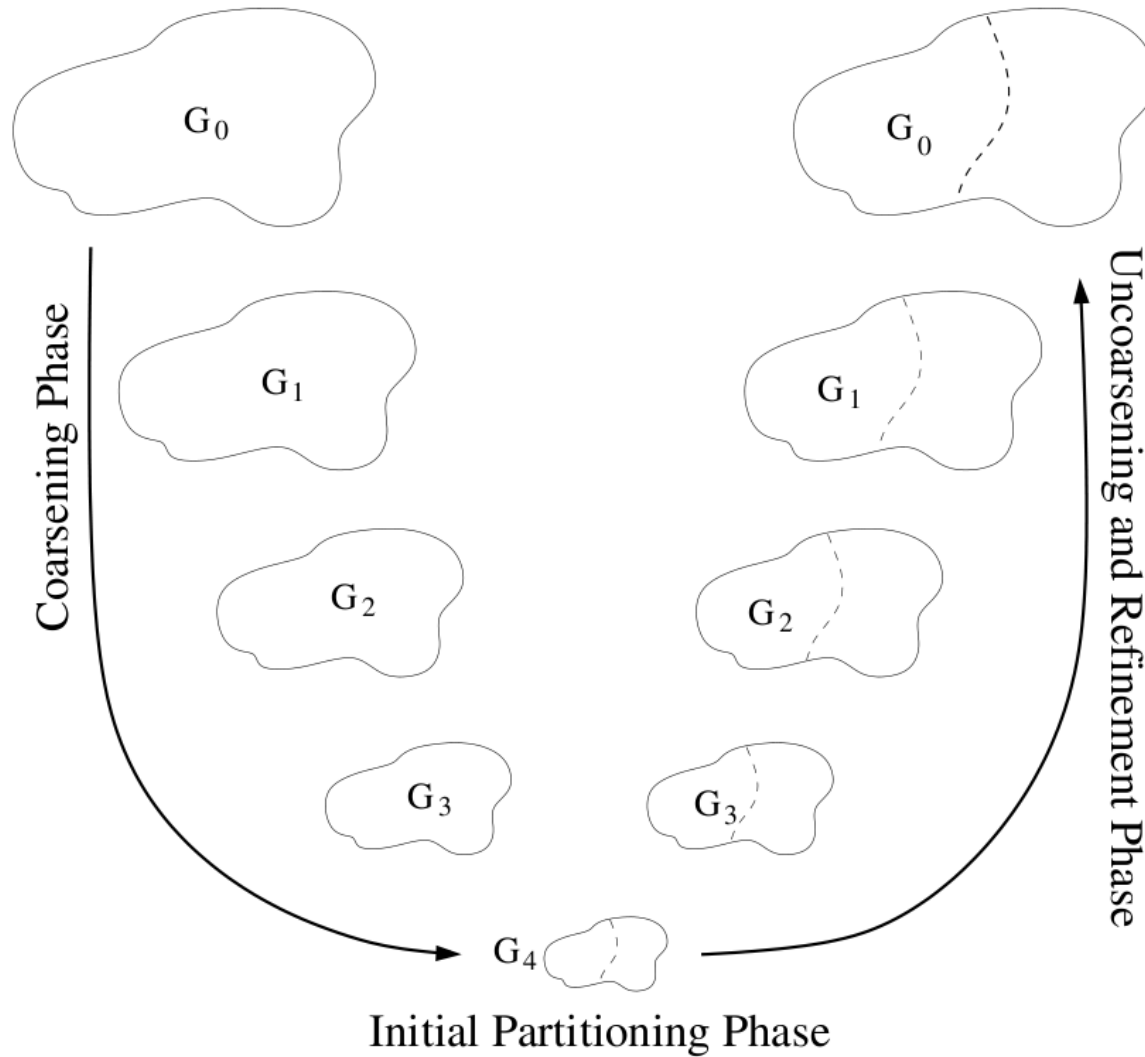 G0
G0
Coarsening Phase
Uncoarsening and Refinement Phase
G1
G1
G2
G2
G3
G3
G4
Initial Partitioning Phase